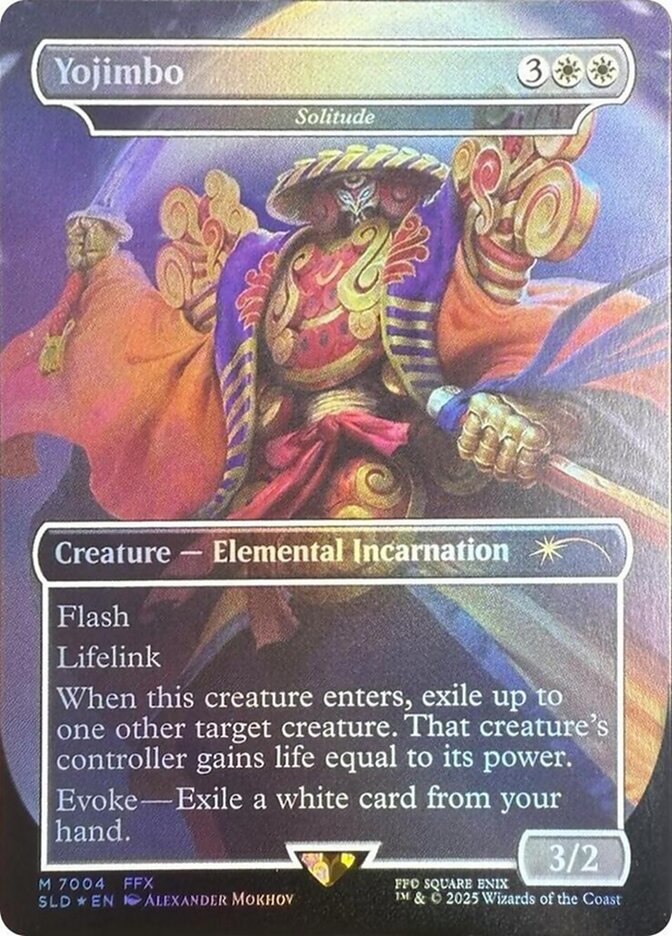 Yojimbo
3
Solitude
Creature — Elemental Incarnation
Flash
Lifelink
When this creature enters, exile up to
one other target creature. That creature's
controller gains life equal to its power.
Evoke—Exile a white card from your
hand.
3/2
M 7004 FFX
SLD ★ EN ALEXANDER MOKHOV
FF© SQUARE ENIX
™ & © 2025 Wizards of the Coast